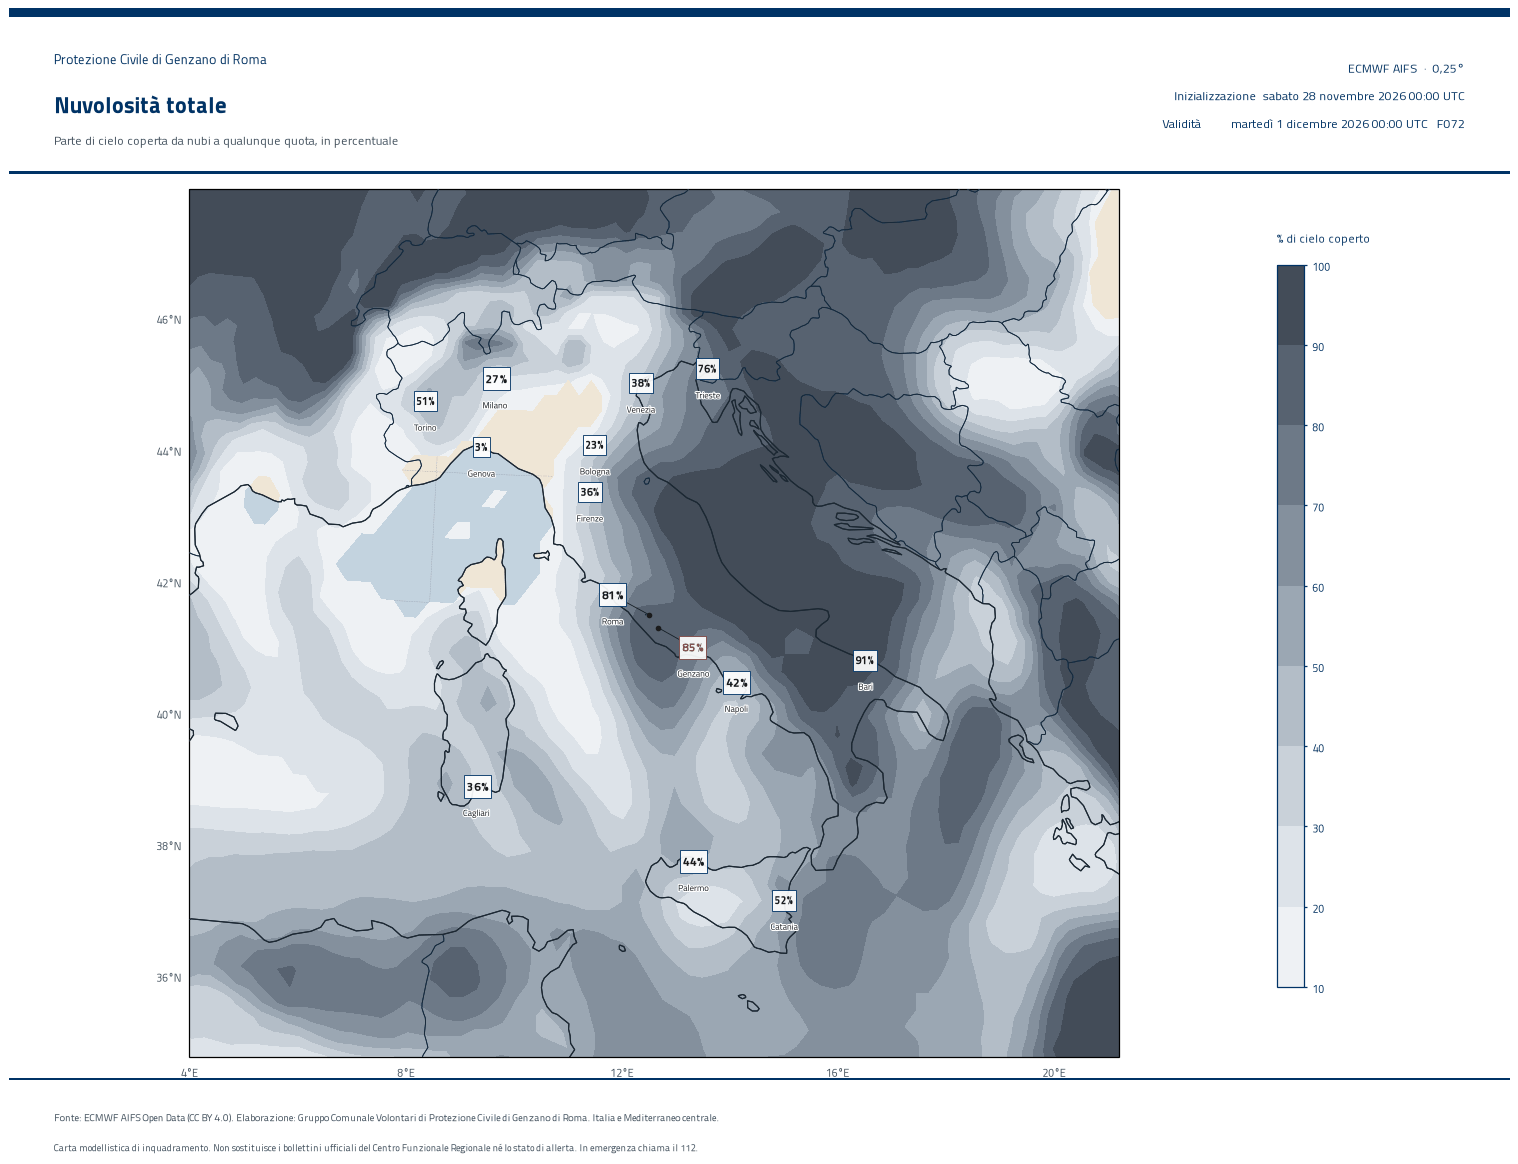 Protezione Civile di Genzano di Roma
Nuvolosità totale
Parte di cielo coperta da nubi a qualunque quota, in percentuale
ECMWF AIFS · 0,25°
Inizializzazione sabato 28 novembre 2026 00:00 UTC
Validità martedì 1 dicembre 2026 00:00 UTC F072
% di cielo coperto
100
90
80
70
60
50
40
30
20
10
46°N
44°N
42°N
40°N
38°N
36°N
4°E
8°E
12°E
16°E
20°E
76%
Trieste
27%
Milano
38%
Venezia
51%
Torino
3%
Genova
23%
Bologna
36%
Firenze
81%
Roma
85%
Genzano
91%
Bari
42%
Napoli
36%
Cagliari
44%
Palermo
52%
Catania
Fonte: ECMWF AIFS Open Data (CC BY 4.0). Elaborazione: Gruppo Comunale Volontari di Protezione Civile di Genzano di Roma. Italia e Mediterraneo centrale.
Carta modellistica di inquadramento. Non sostituisce i bollettini ufficiali del Centro Funzionale Regionale né lo stato di allerta. In emergenza chiama il 112.